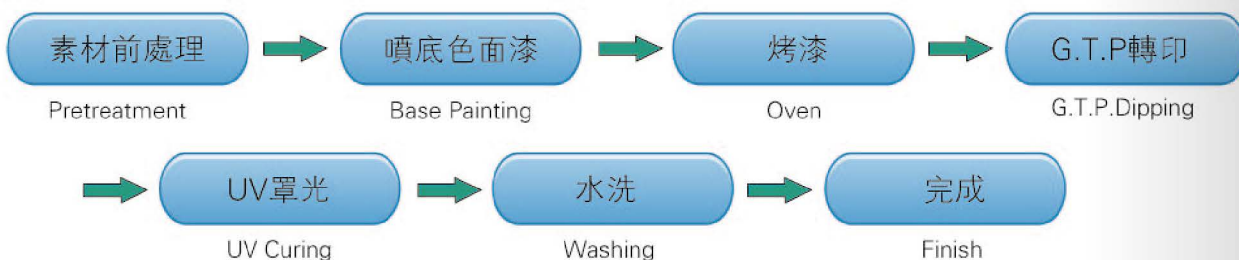 素材前處理
噴底色面漆
烤漆
G.T.P轉印
Pretreatment
Base Painting
Oven
G.T.P.Dipping
UV罩光
水洗
完成
UV Curing
Washing
Finish